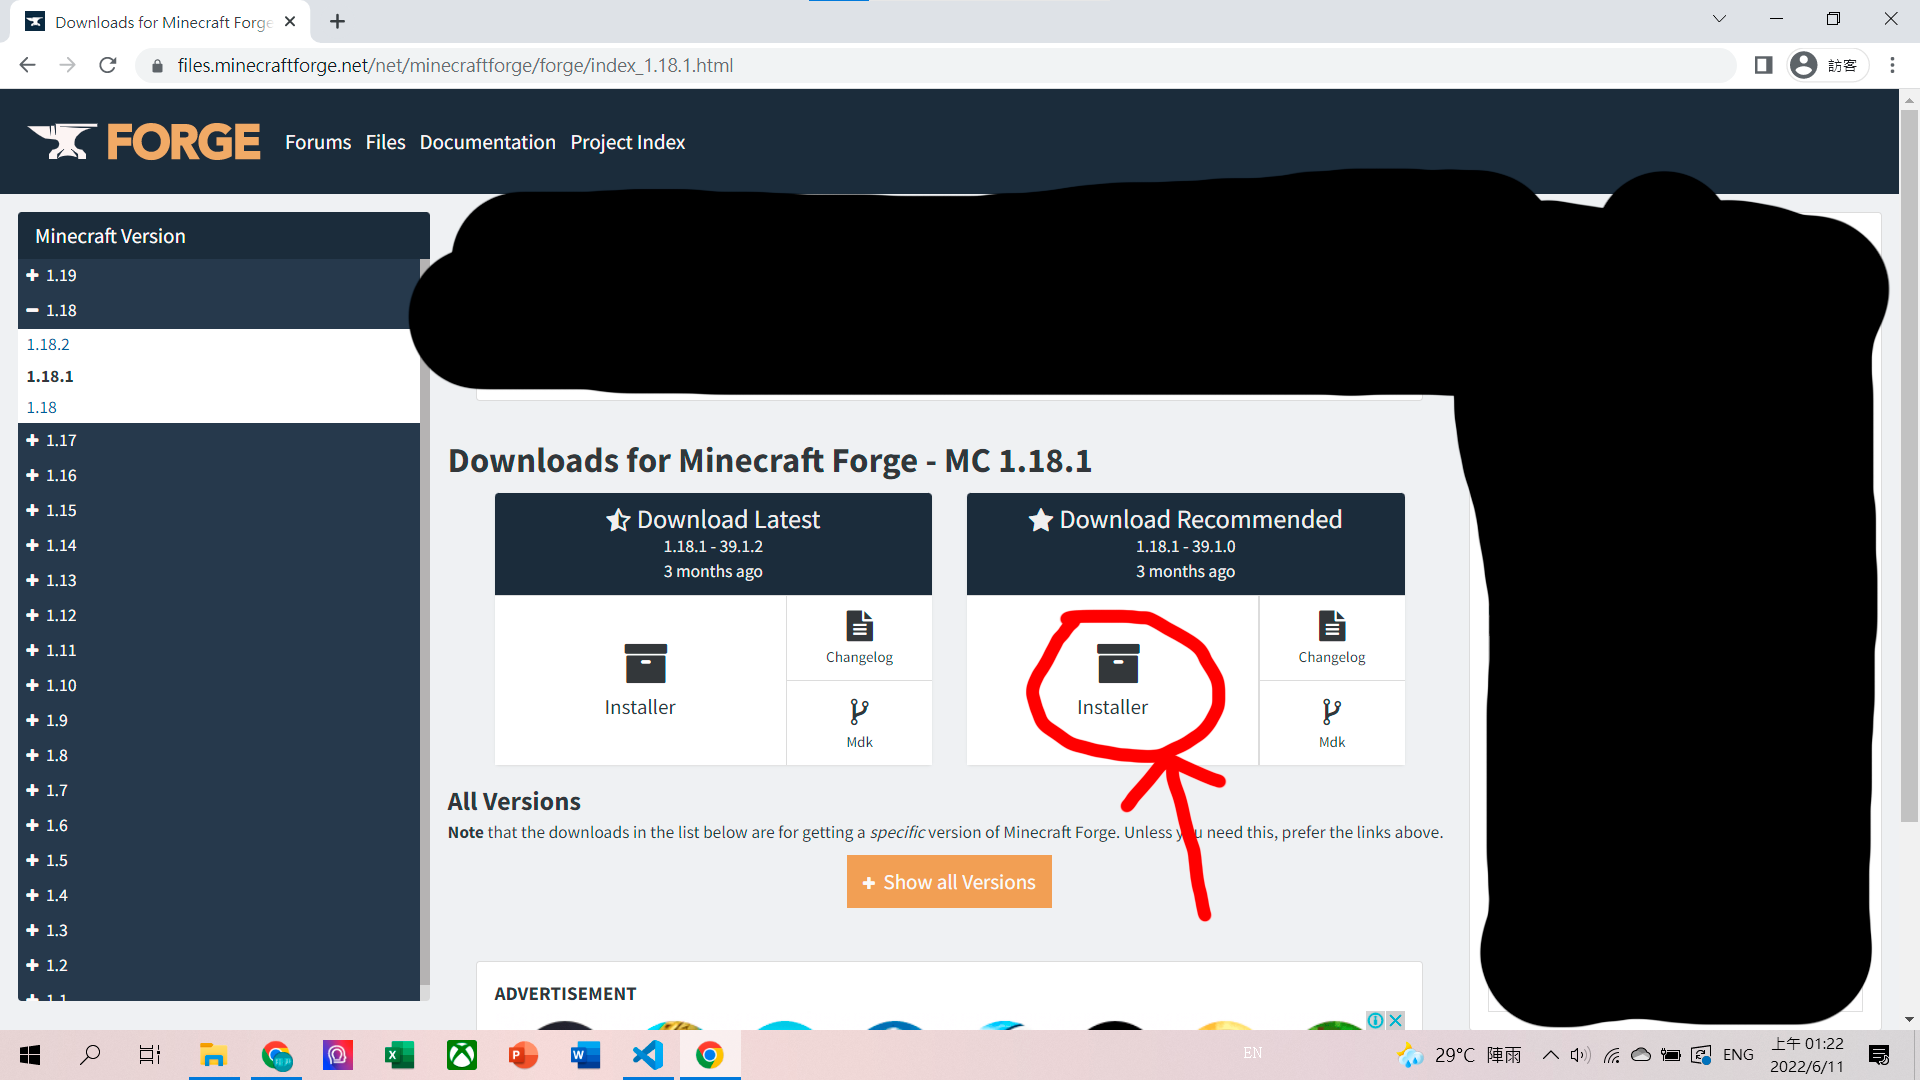 Downloads for Minecraft Forge
files.minecraftforge.net/net/minecraftforge/forge/index_1.18.1.html
訪客
FORGE
Forums Files Documentation Project Index
Minecraft Version
1.19
1.18
1.18.2
1.18.1
1.18
1.17
1.16
1.15
1.14
1.13
1.12
1.11
1.10
1.9
1.8
1.7
1.6
1.5
1.4
1.3
1.2
1.1
Downloads for Minecraft Forge - MC 1.18.1
Download Latest
1.18.1 - 39.1.2
3 months ago
Installer
Changelog
Mdk
Download Recommended
1.18.1 - 39.1.0
3 months ago
Installer
Changelog
Mdk
All Versions
Note that the downloads in the list below are for getting a specific version of Minecraft Forge. Unless you need this, prefer the links above.
Show all Versions
ADVERTISEMENT
EN
29°C 陣雨
ENG
上午 01:22
2022/6/11